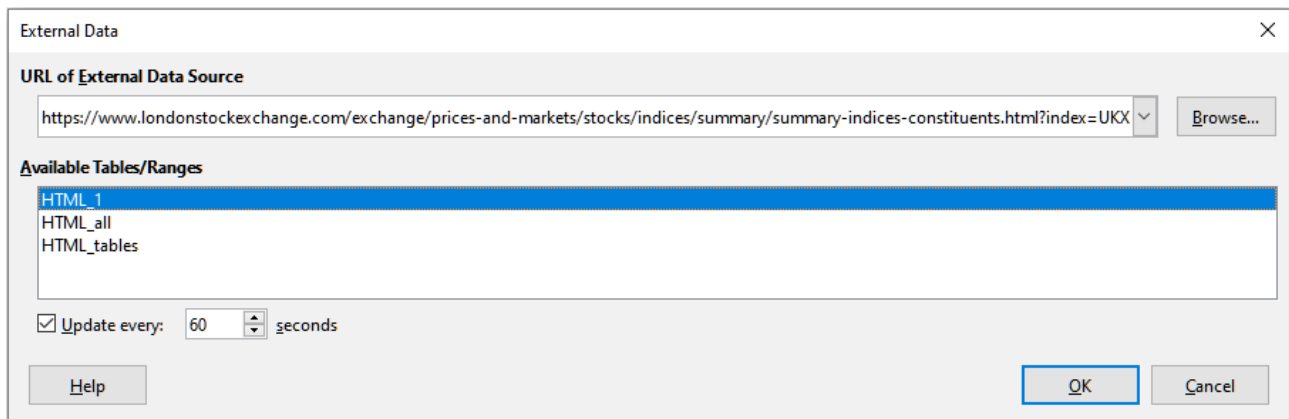 External Data
URL of External Data Source
https://www.londonstockexchange.com/exchange/prices-and-markets/stocks/indices/summary/summary-indices-constituents.html?index=UKX
Browse...
Available Tables/Ranges
HTML_1
HTML_all
HTML_tables
Update every: 60 seconds
Help OK Cancel